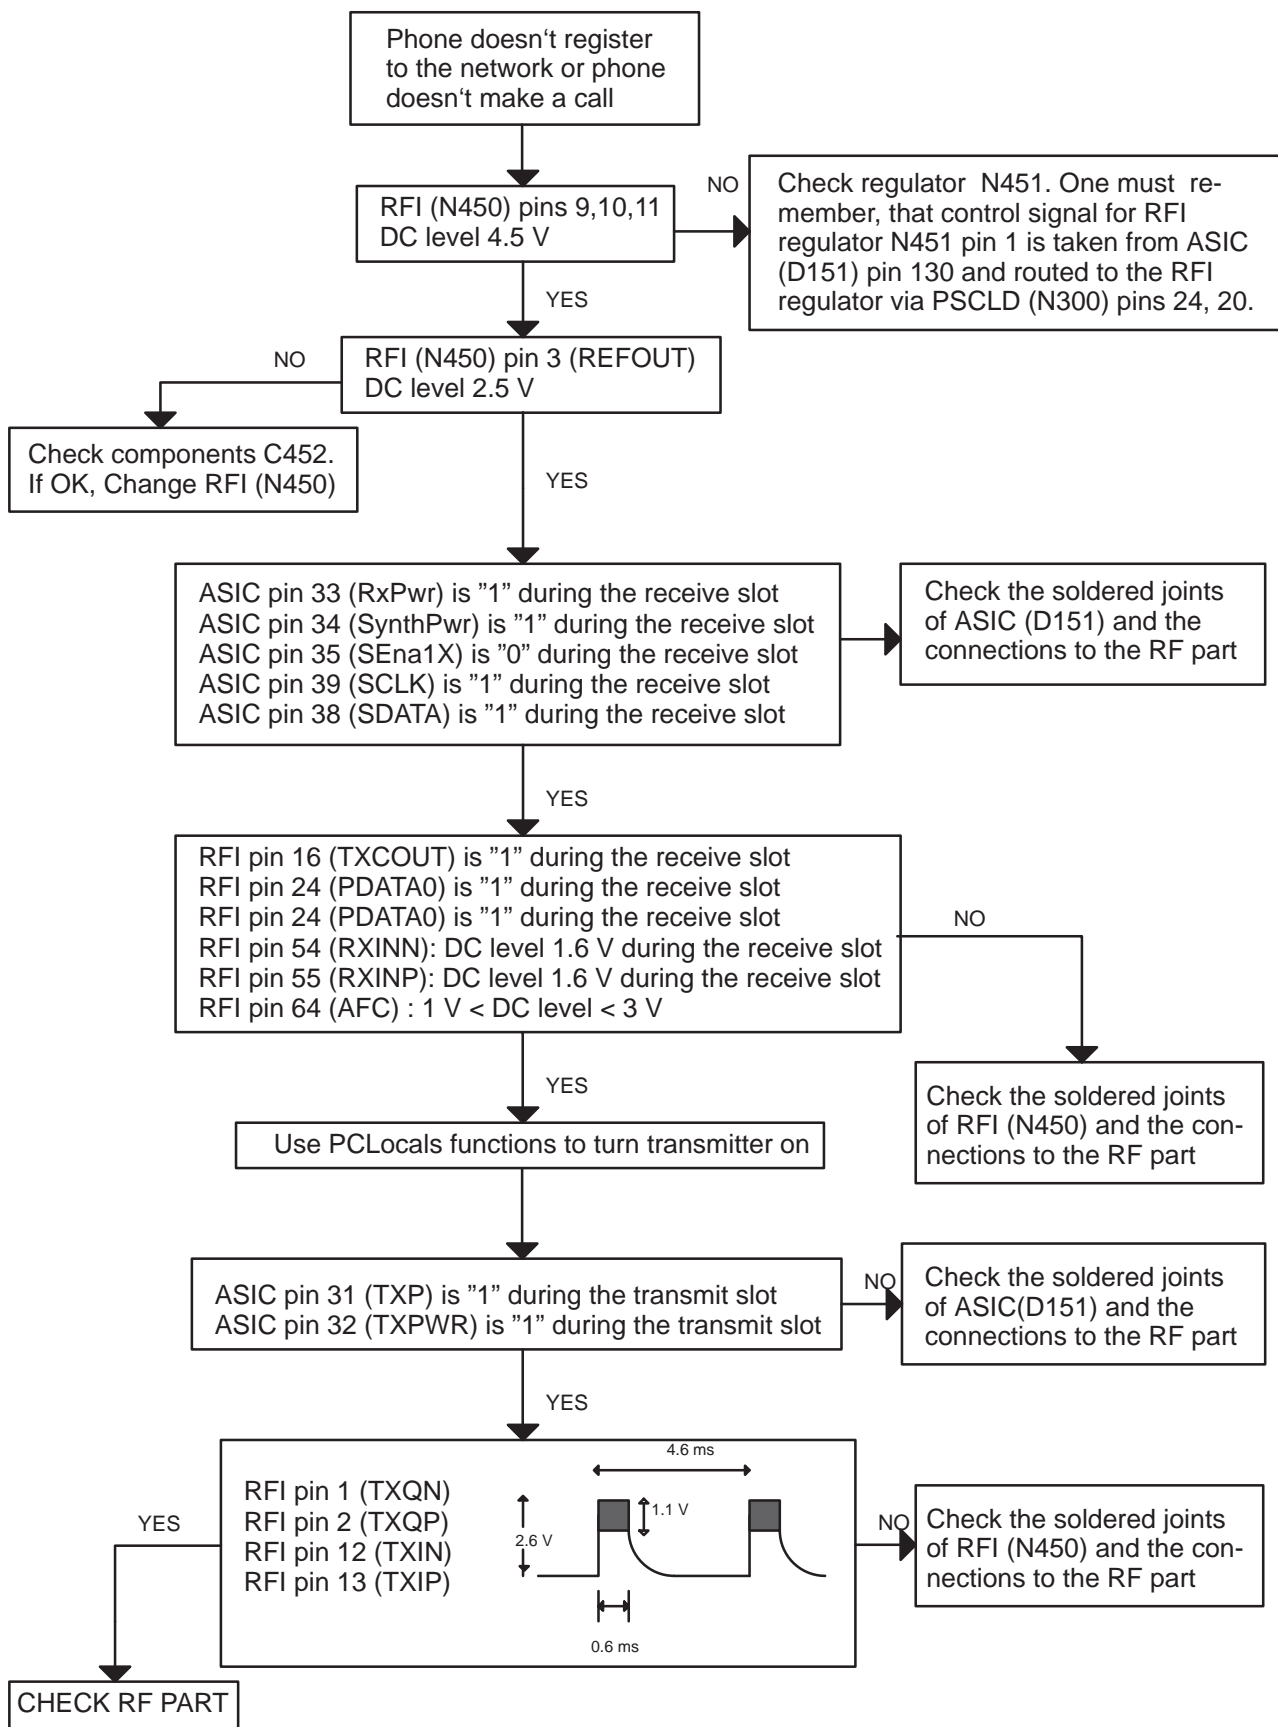 Phone doesn‘t register
to the network or phone
doesn‘t make a call
RFI (N450) pins 9,10,11
DC level 4.5 V
NO
Check regulator N451. One must re-
member, that control signal for RFI
regulator N451 pin 1 is taken from ASIC
(D151) pin 130 and routed to the RFI
regulator via PSCLD (N300) pins 24, 20.
YES
RFI (N450) pin 3 (REFOUT)
DC level 2.5 V
NO
Check components C452.
If OK, Change RFI (N450)
YES
ASIC pin 33 (RxPwr) is ”1” during the receive slot
ASIC pin 34 (SynthPwr) is ”1” during the receive slot
ASIC pin 35 (SEna1X) is ”0” during the receive slot
ASIC pin 39 (SCLK) is ”1” during the receive slot
ASIC pin 38 (SDATA) is ”1” during the receive slot
Check the soldered joints
of ASIC (D151) and the
connections to the RF part
YES
RFI pin 16 (TXCOUT) is ”1” during the receive slot
RFI pin 24 (PDATA0) is ”1” during the receive slot
RFI pin 24 (PDATA0) is ”1” during the receive slot
RFI pin 54 (RXINN): DC level 1.6 V during the receive slot
RFI pin 55 (RXINP): DC level 1.6 V during the receive slot
RFI pin 64 (AFC) : 1 V < DC level < 3 V
NO
Check the soldered joints
of RFI (N450) and the con-
nections to the RF part
YES
Use PCLocals functions to turn transmitter on
ASIC pin 31 (TXP) is ”1” during the transmit slot
ASIC pin 32 (TXPWR) is ”1” during the transmit slot
NO
Check the soldered joints
of ASIC(D151) and the
connections to the RF part
YES
RFI pin 1 (TXQN)
RFI pin 2 (TXQP)
RFI pin 12 (TXIN)
RFI pin 13 (TXIP)
4.6 ms
1.1 V
2.6 V
0.6 ms
NO
Check the soldered joints
of RFI (N450) and the con-
nections to the RF part
YES
CHECK RF PART